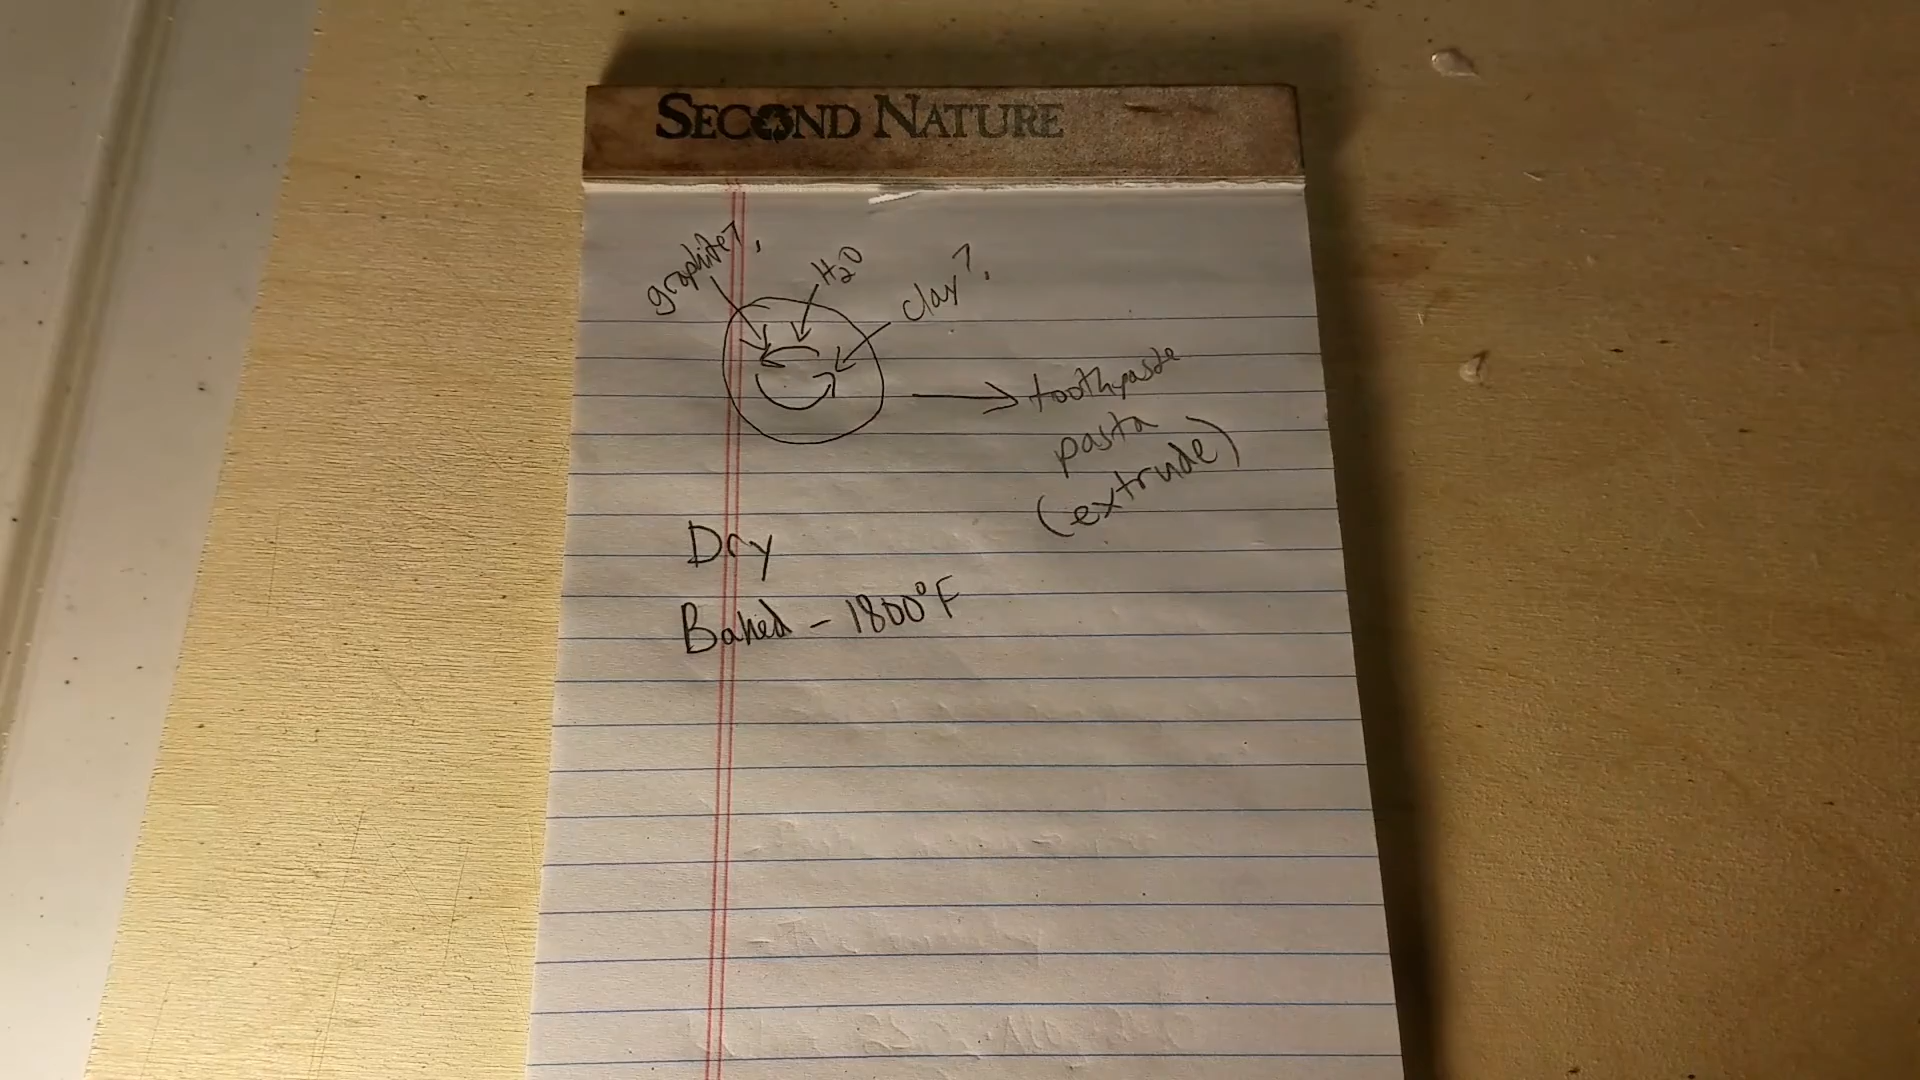 SECOND NATURE
graphite?
H2O
clay?
toothpaste
pasta
(extrude)
Dry
Baked - 1800°F